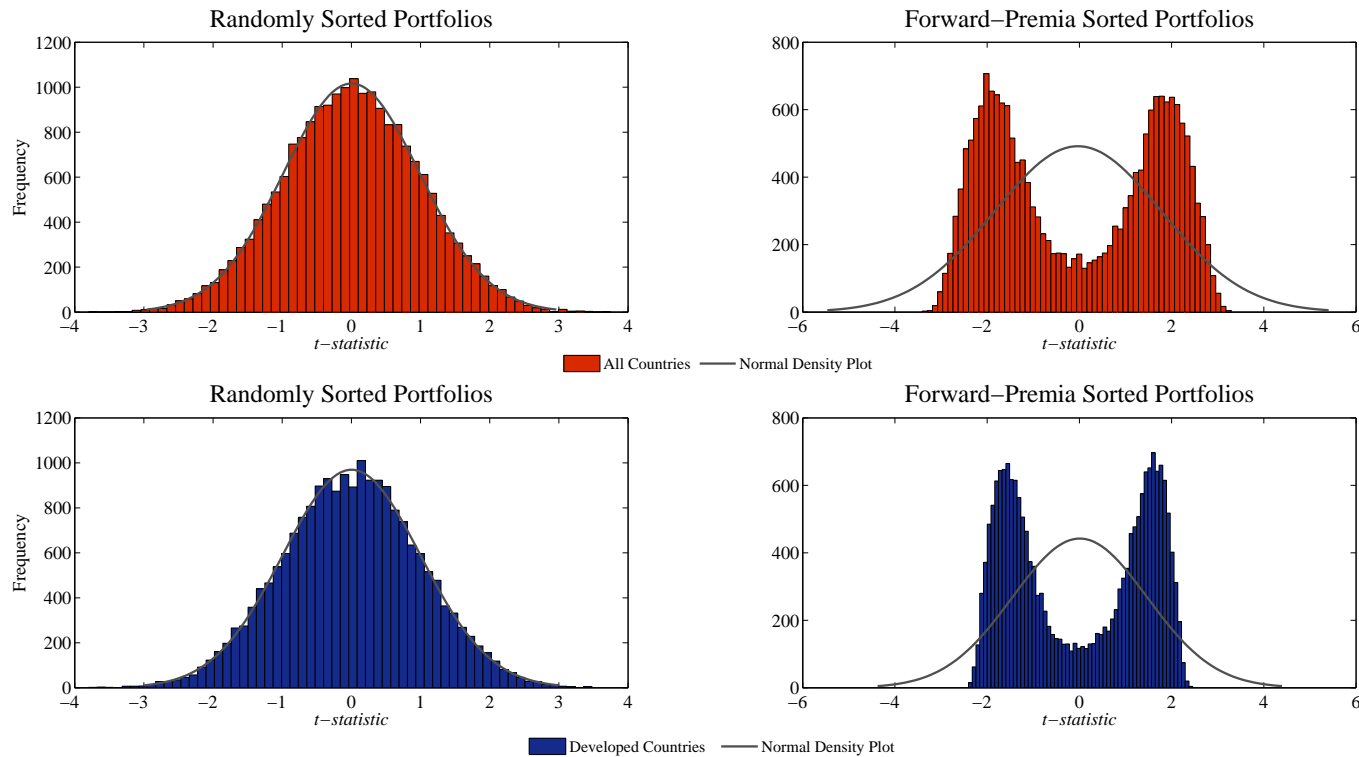 Randomly Sorted Portfolios
Forward−Premia Sorted Portfolios
1200
1000
800
600
400
200
0
Frequency
−4 −3 −2 −1 0 1 2 3 4
t−statistic
800
600
400
200
0
−6 −4 −2 0 2 4 6
t−statistic
All Countries Normal Density Plot
Randomly Sorted Portfolios
Forward−Premia Sorted Portfolios
1200
1000
800
600
400
200
0
Frequency
−4 −3 −2 −1 0 1 2 3 4
t−statistic
800
600
400
200
0
−6 −4 −2 0 2 4 6
t−statistic
Developed Countries Normal Density Plot